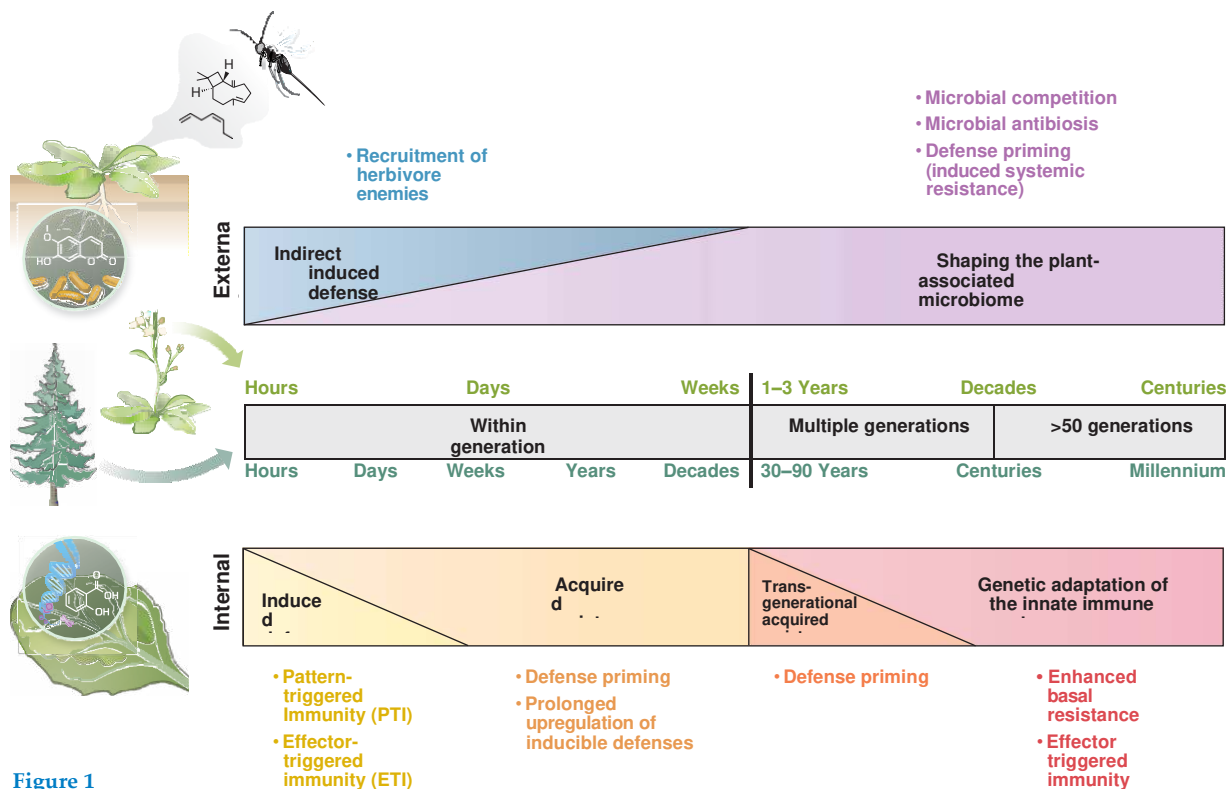 H
H
• Microbial competition
• Microbial antibiosis
• Defense priming
(induced systemic
resistance)
• Recruitment of
herbivore
enemies
Externa
Indirect
induced
defense
Shaping the plant-
associated
microbiome
O
HO
O
O
Hours Days Weeks 1–3 Years Decades Centuries
Within
generation
Multiple generations
>50 generations
Hours Days Weeks Years Decades 30–90 Years Centuries Millennium
Internal
O
OH
OH
Induce
d
Acquire
d
Trans-
generational
acquired
Genetic adaptation of
the innate immune
• Pattern-
triggered
Immunity (PTI)
• Effector-
triggered
immunity (ETI)
• Defense priming
• Prolonged
upregulation of
inducible defenses
• Defense priming
• Enhanced
basal
resistance
• Effector
triggered
immunity
Figure 1